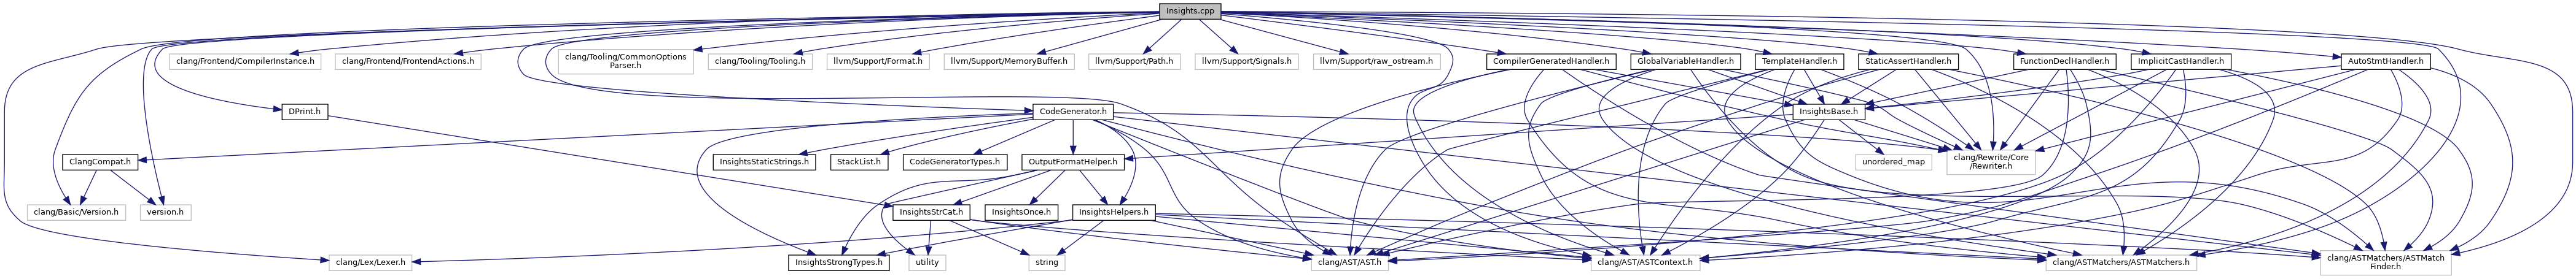 Insights.cpp
clang/Frontend/CompilerInstance.h
clang/Frontend/FrontendActions.h
clang/Tooling/CommonOptions
Parser.h
clang/Tooling/Tooling.h
llvm/Support/Format.h
llvm/Support/MemoryBuffer.h
llvm/Support/Path.h
llvm/Support/Signals.h
llvm/Support/raw_ostream.h
CompilerGeneratedHandler.h
GlobalVariableHandler.h
TemplateHandler.h
StaticAssertHandler.h
FunctionDeclHandler.h
ImplicitCastHandler.h
AutoStmtHandler.h
DPrint.h
CodeGenerator.h
InsightsBase.h
ClangCompat.h
InsightsStaticStrings.h
StackList.h
CodeGeneratorTypes.h
OutputFormatHelper.h
unordered_map
clang/Rewrite/Core
/Rewriter.h
clang/Basic/Version.h
version.h
InsightsStrCat.h
InsightsOnce.h
InsightsHelpers.h
clang/Lex/Lexer.h
InsightsStrongTypes.h
utility
string
clang/AST/AST.h
clang/AST/ASTContext.h
clang/ASTMatchers/ASTMatchers.h
clang/ASTMatchers/ASTMatch
Finder.h